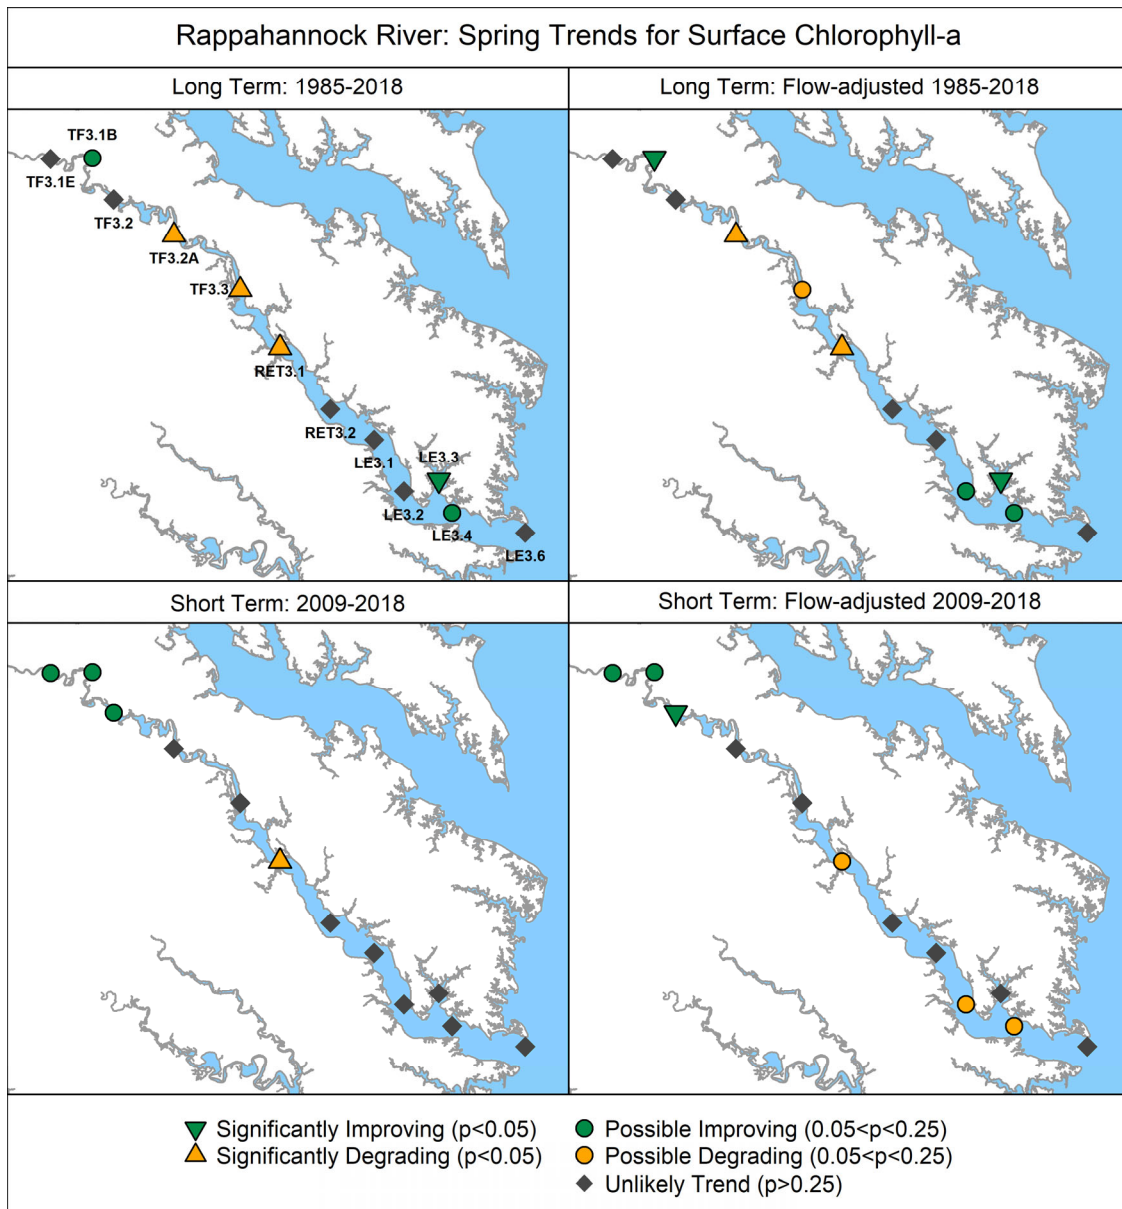 Rappahannock River: Spring Trends for Surface Chlorophyll-a
Long Term: 1985-2018
Long Term: Flow-adjusted 1985-2018
TF3.1B
TF3.1E
TF3.2
TF3.2A
TF3.3
RET3.1
RET3.2
LE3.1
LE3.3
LE3.2
LE3.4
LE3.6
Short Term: 2009-2018
Short Term: Flow-adjusted 2009-2018
Significantly Improving (p<0.05)
Possible Improving (0.05<p<0.25)
Significantly Degrading (p<0.05)
Possible Degrading (0.05<p<0.25)
Unlikely Trend (p>0.25)